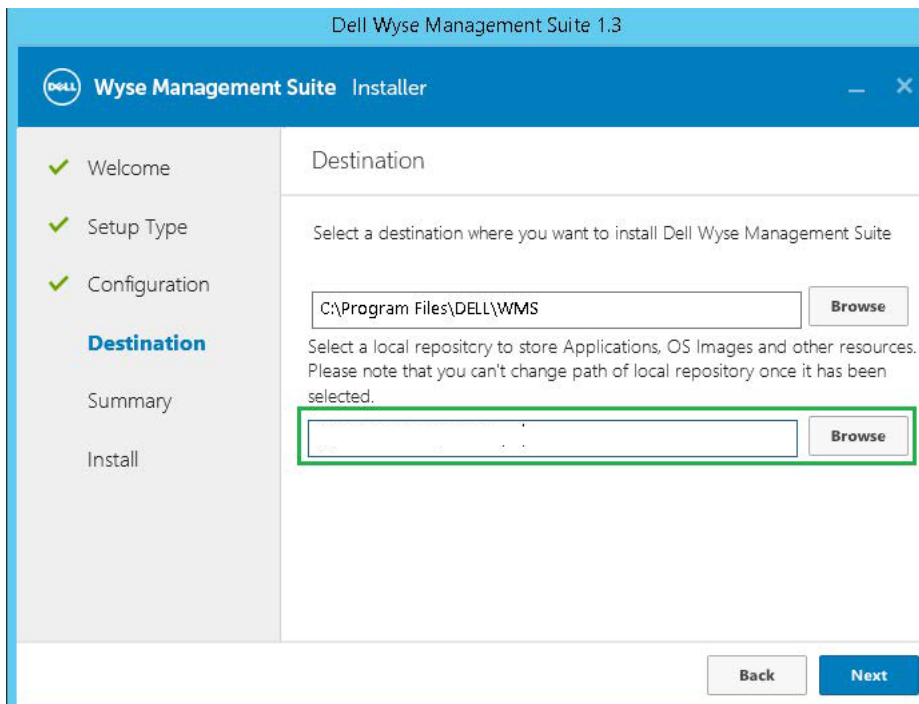 Dell Wyse Management Suite 1.3
DELL Wyse Management Suite Installer
Welcome
Setup Type
Configuration
Destination
Summary
Install
Destination
Select a destination where you want to install Dell Wyse Management Suite
C:\Program Files\DELL\WMS
Browse
Select a local repository to store Applications, OS Images and other resources.
Please note that you can't change path of local repository once it has been
selected.
Browse
Back
Next